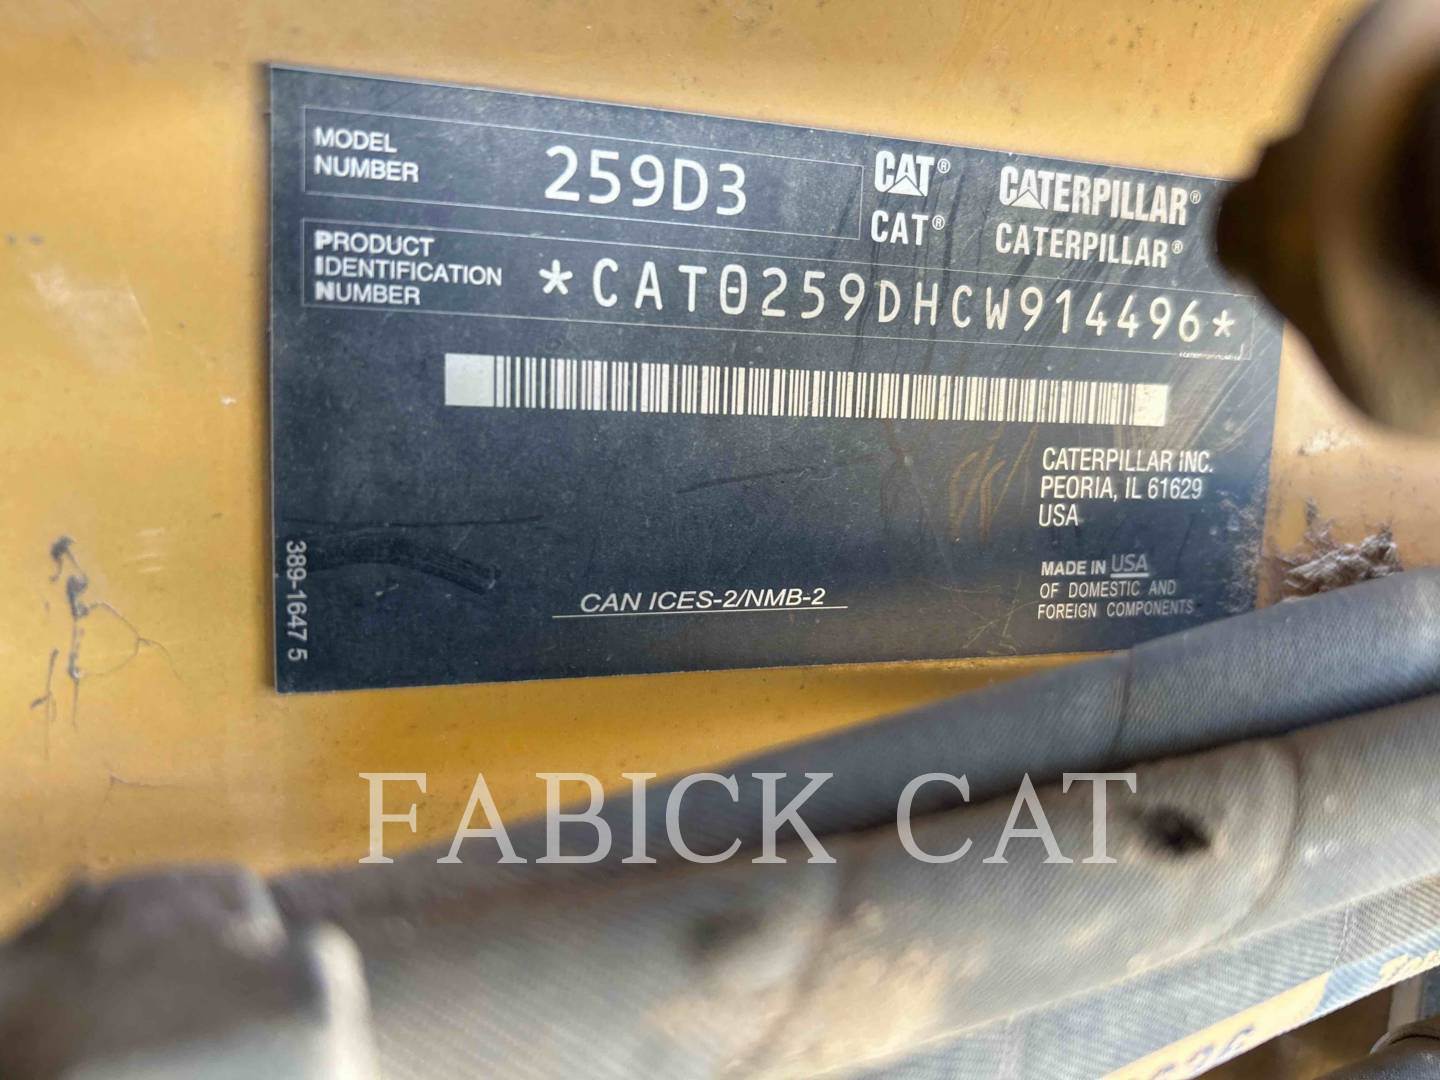 MODEL
NUMBER
259D3
CAT® CATERPILLAR®
CAT® CATERPILLAR®
PRODUCT
IDENTIFICATION
NUMBER
*CAT0259DHCW914496*
CATERPILLAR INC.
PEORIA, IL 61629
USA
MADE IN USA
OF DOMESTIC AND
FOREIGN COMPONENTS
CAN ICES-2/NMB-2
389-1647 5
FABICK CAT